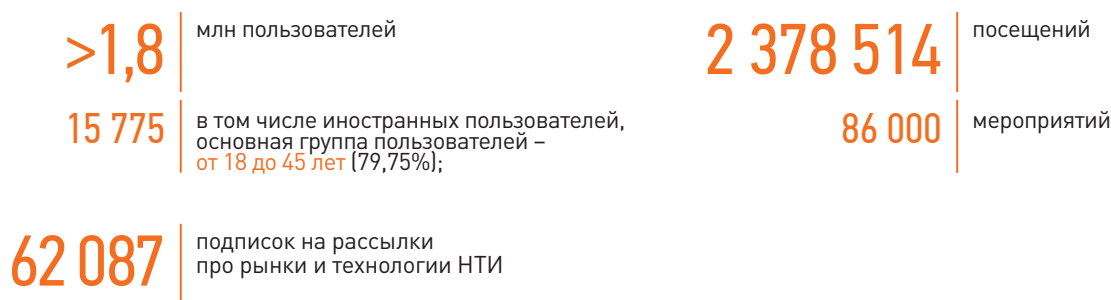 >1,8
млн пользователей
15 775
в том числе иностранных пользователей,
основная группа пользователей –
от 18 до 45 лет (79,75%);
62 087
подписок на рассылки
про рынки и технологии НТИ
2 378 514
посещений
86 000
мероприятий